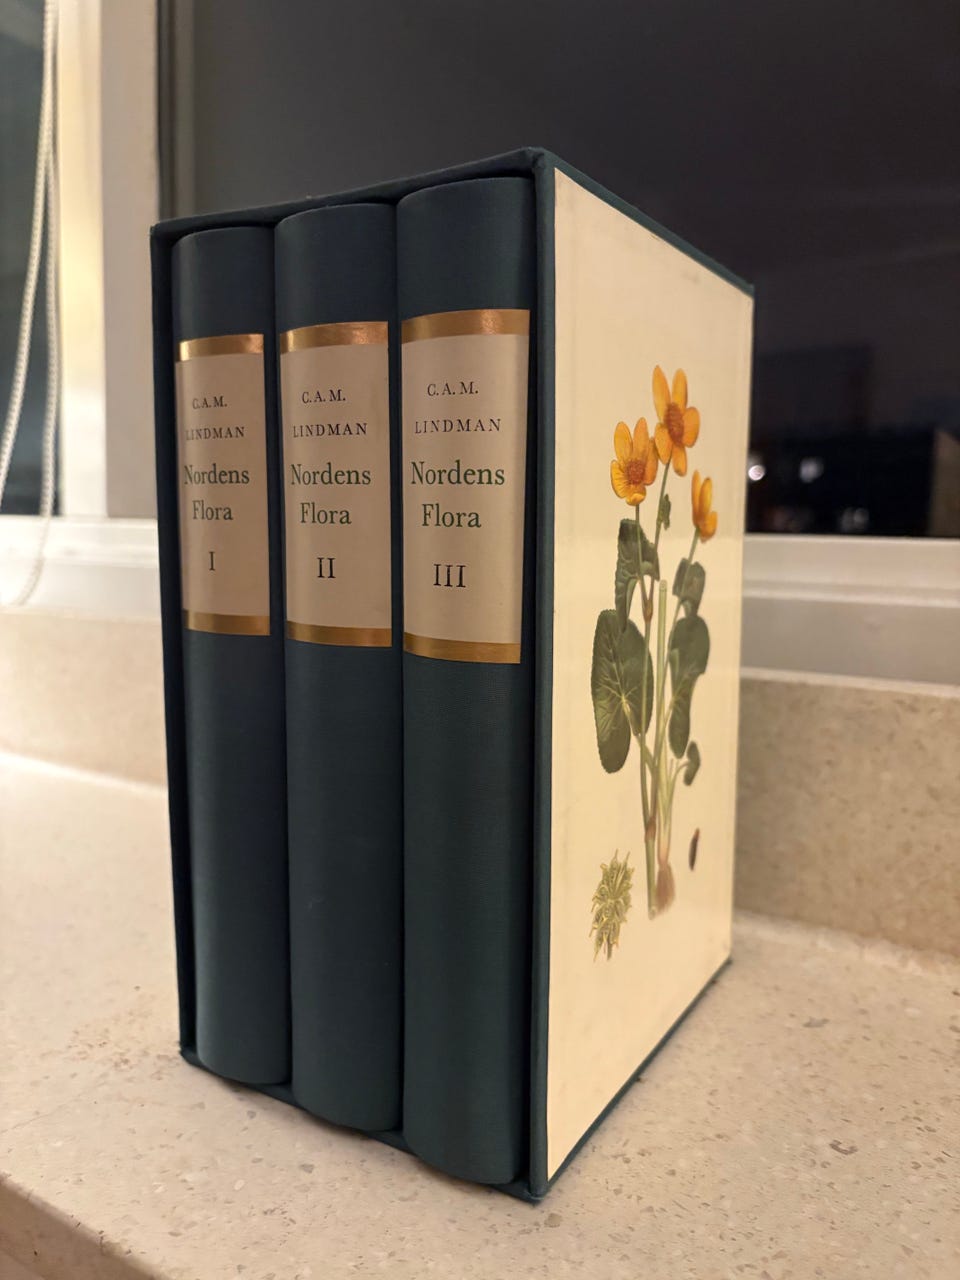 C. A. M.
LINDMAN
Nordens
Flora
I
C. A. M.
LINDMAN
Nordens
Flora
II
C. A. M.
LINDMAN
Nordens
Flora
III